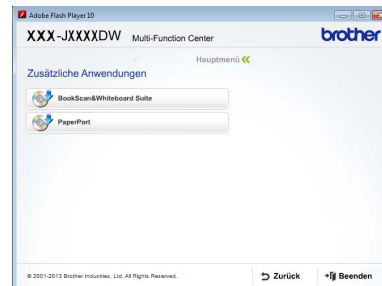 Adobe Flash Player 10
XXX-JXXXXDW Multi-Function Center
brother
Hauptmenü
Zusätzliche Anwendungen
BookScan&Whiteboard Suite
PaperPort
© 2001-2013 Brother Industries, Ltd. All Rights Reserved.
Zurück
Beenden